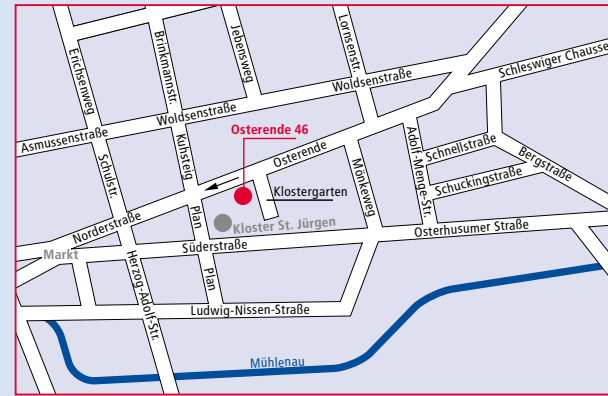 Erichsenweg
Brinkmannstr.
Jebensweg
Lornsenstr.
Schleswiger Chaussee
Woldsenstraße
Woldsenstraße
Asmussenstraße
Kuhsteig
Osterende 46
Osterende
Adolf-Menge-Str.
Schnellstraße
Bergstraße
Schulstr.
Mönkeweg
Schuckingstraße
Klostergarten
Plan
Norderstraße
Kloster St. Jürgen
Osterhusumer Straße
Süderstraße
Markt
Herzog-Adolf-Str.
Plan
Ludwig-Nissen-Straße
Mühlenau